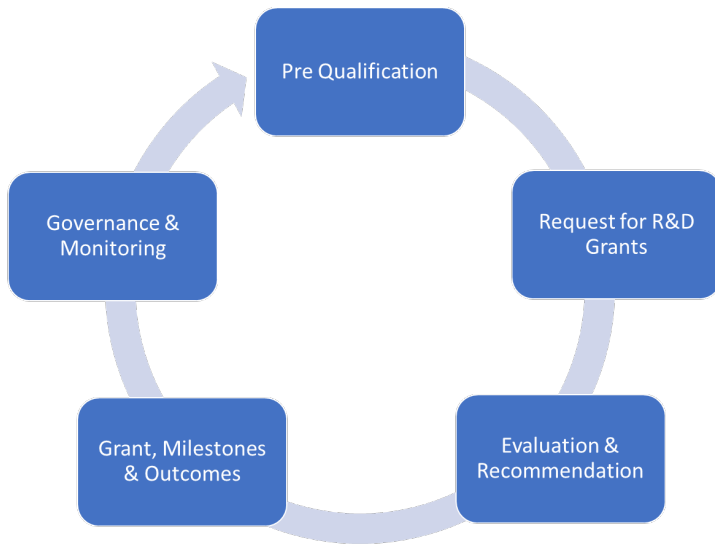 Pre Qualification
Request for R&D
Grants
Evaluation &
Recommendation
Grant, Milestones
& Outcomes
Governance &
Monitoring